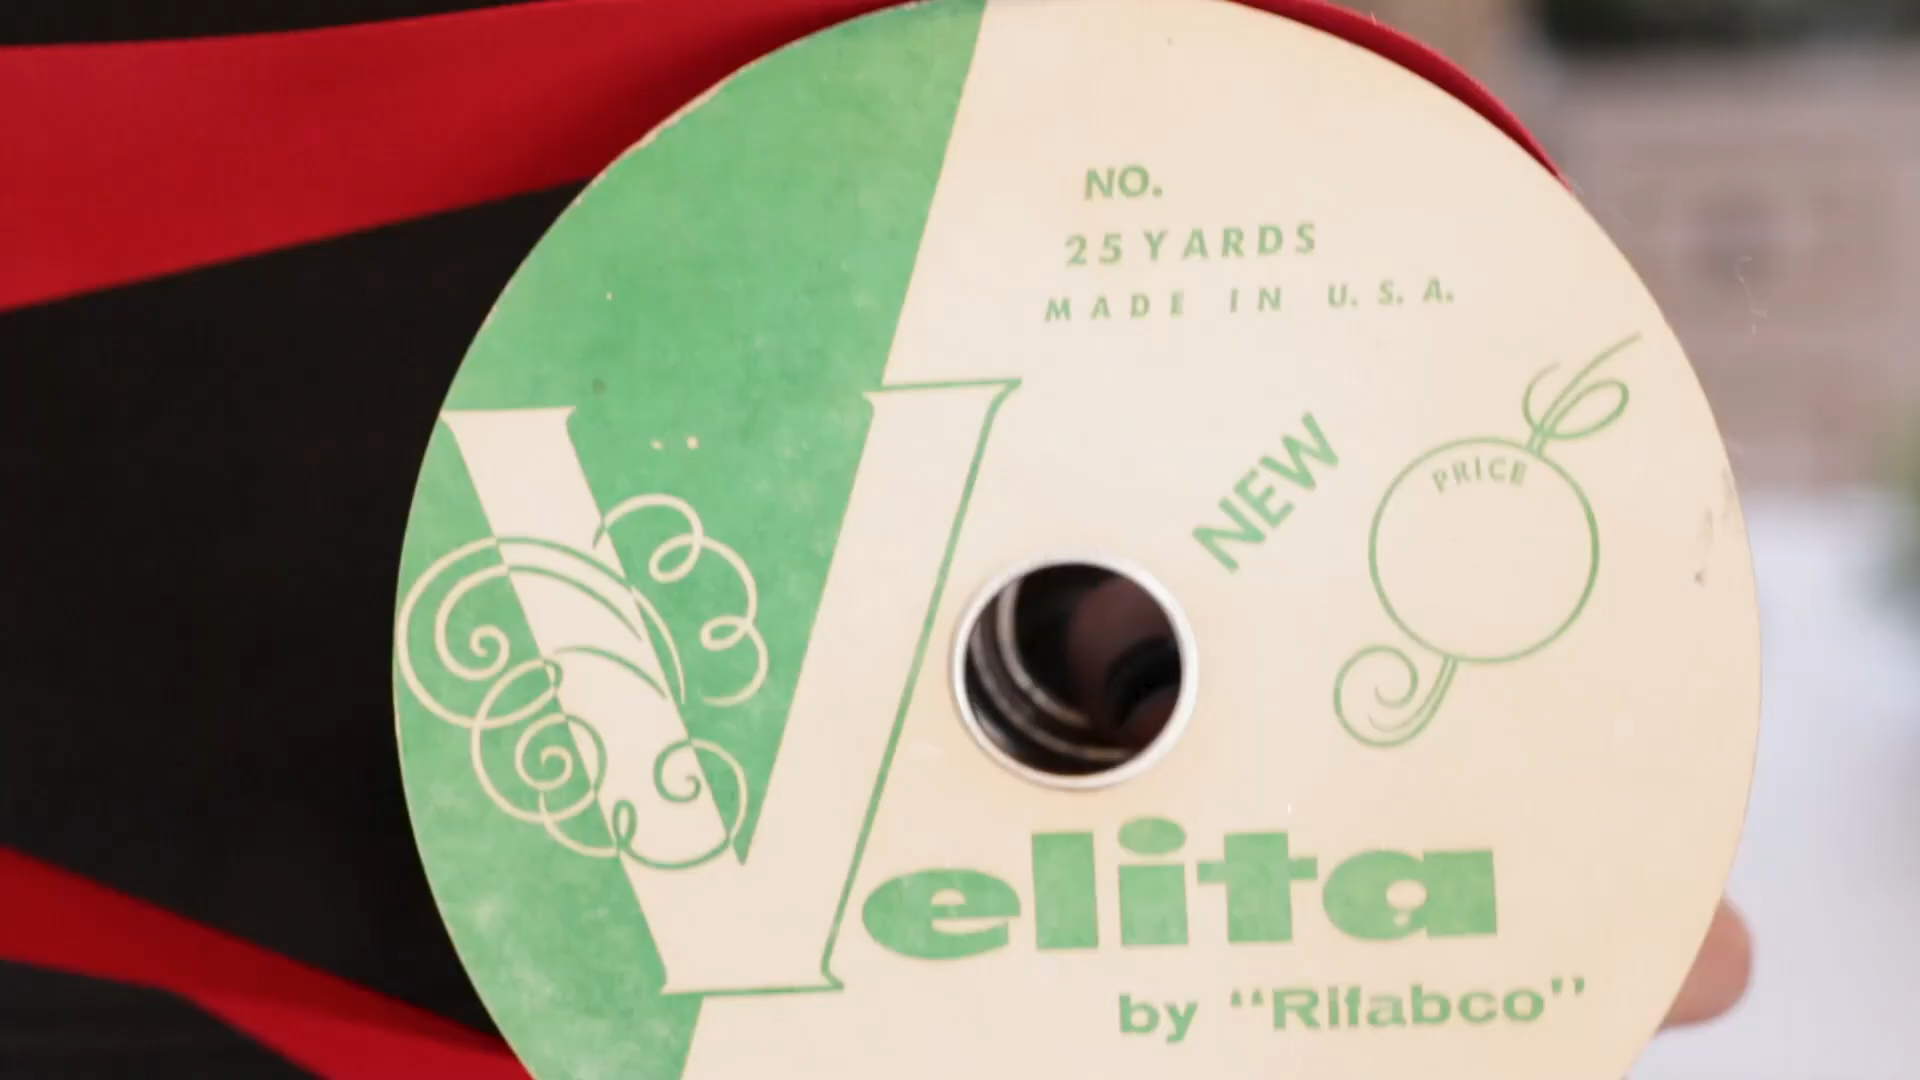 NO.
25 YARDS
MADE IN U.S.A.
NEW
PRICE
Velita
by "Rifabco"